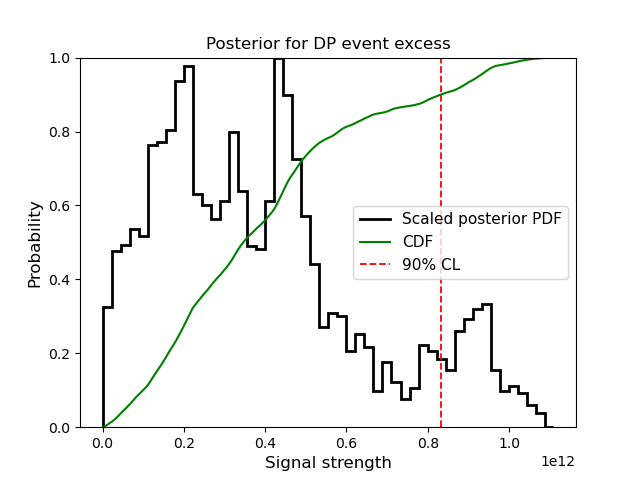 Posterior for DP event excess
Probability
1.0
0.8
0.6
0.4
0.2
0.0
Scaled posterior PDF
CDF
90% CL
0.0 0.2 0.4 0.6 0.8 1.0
1e12
Signal strength